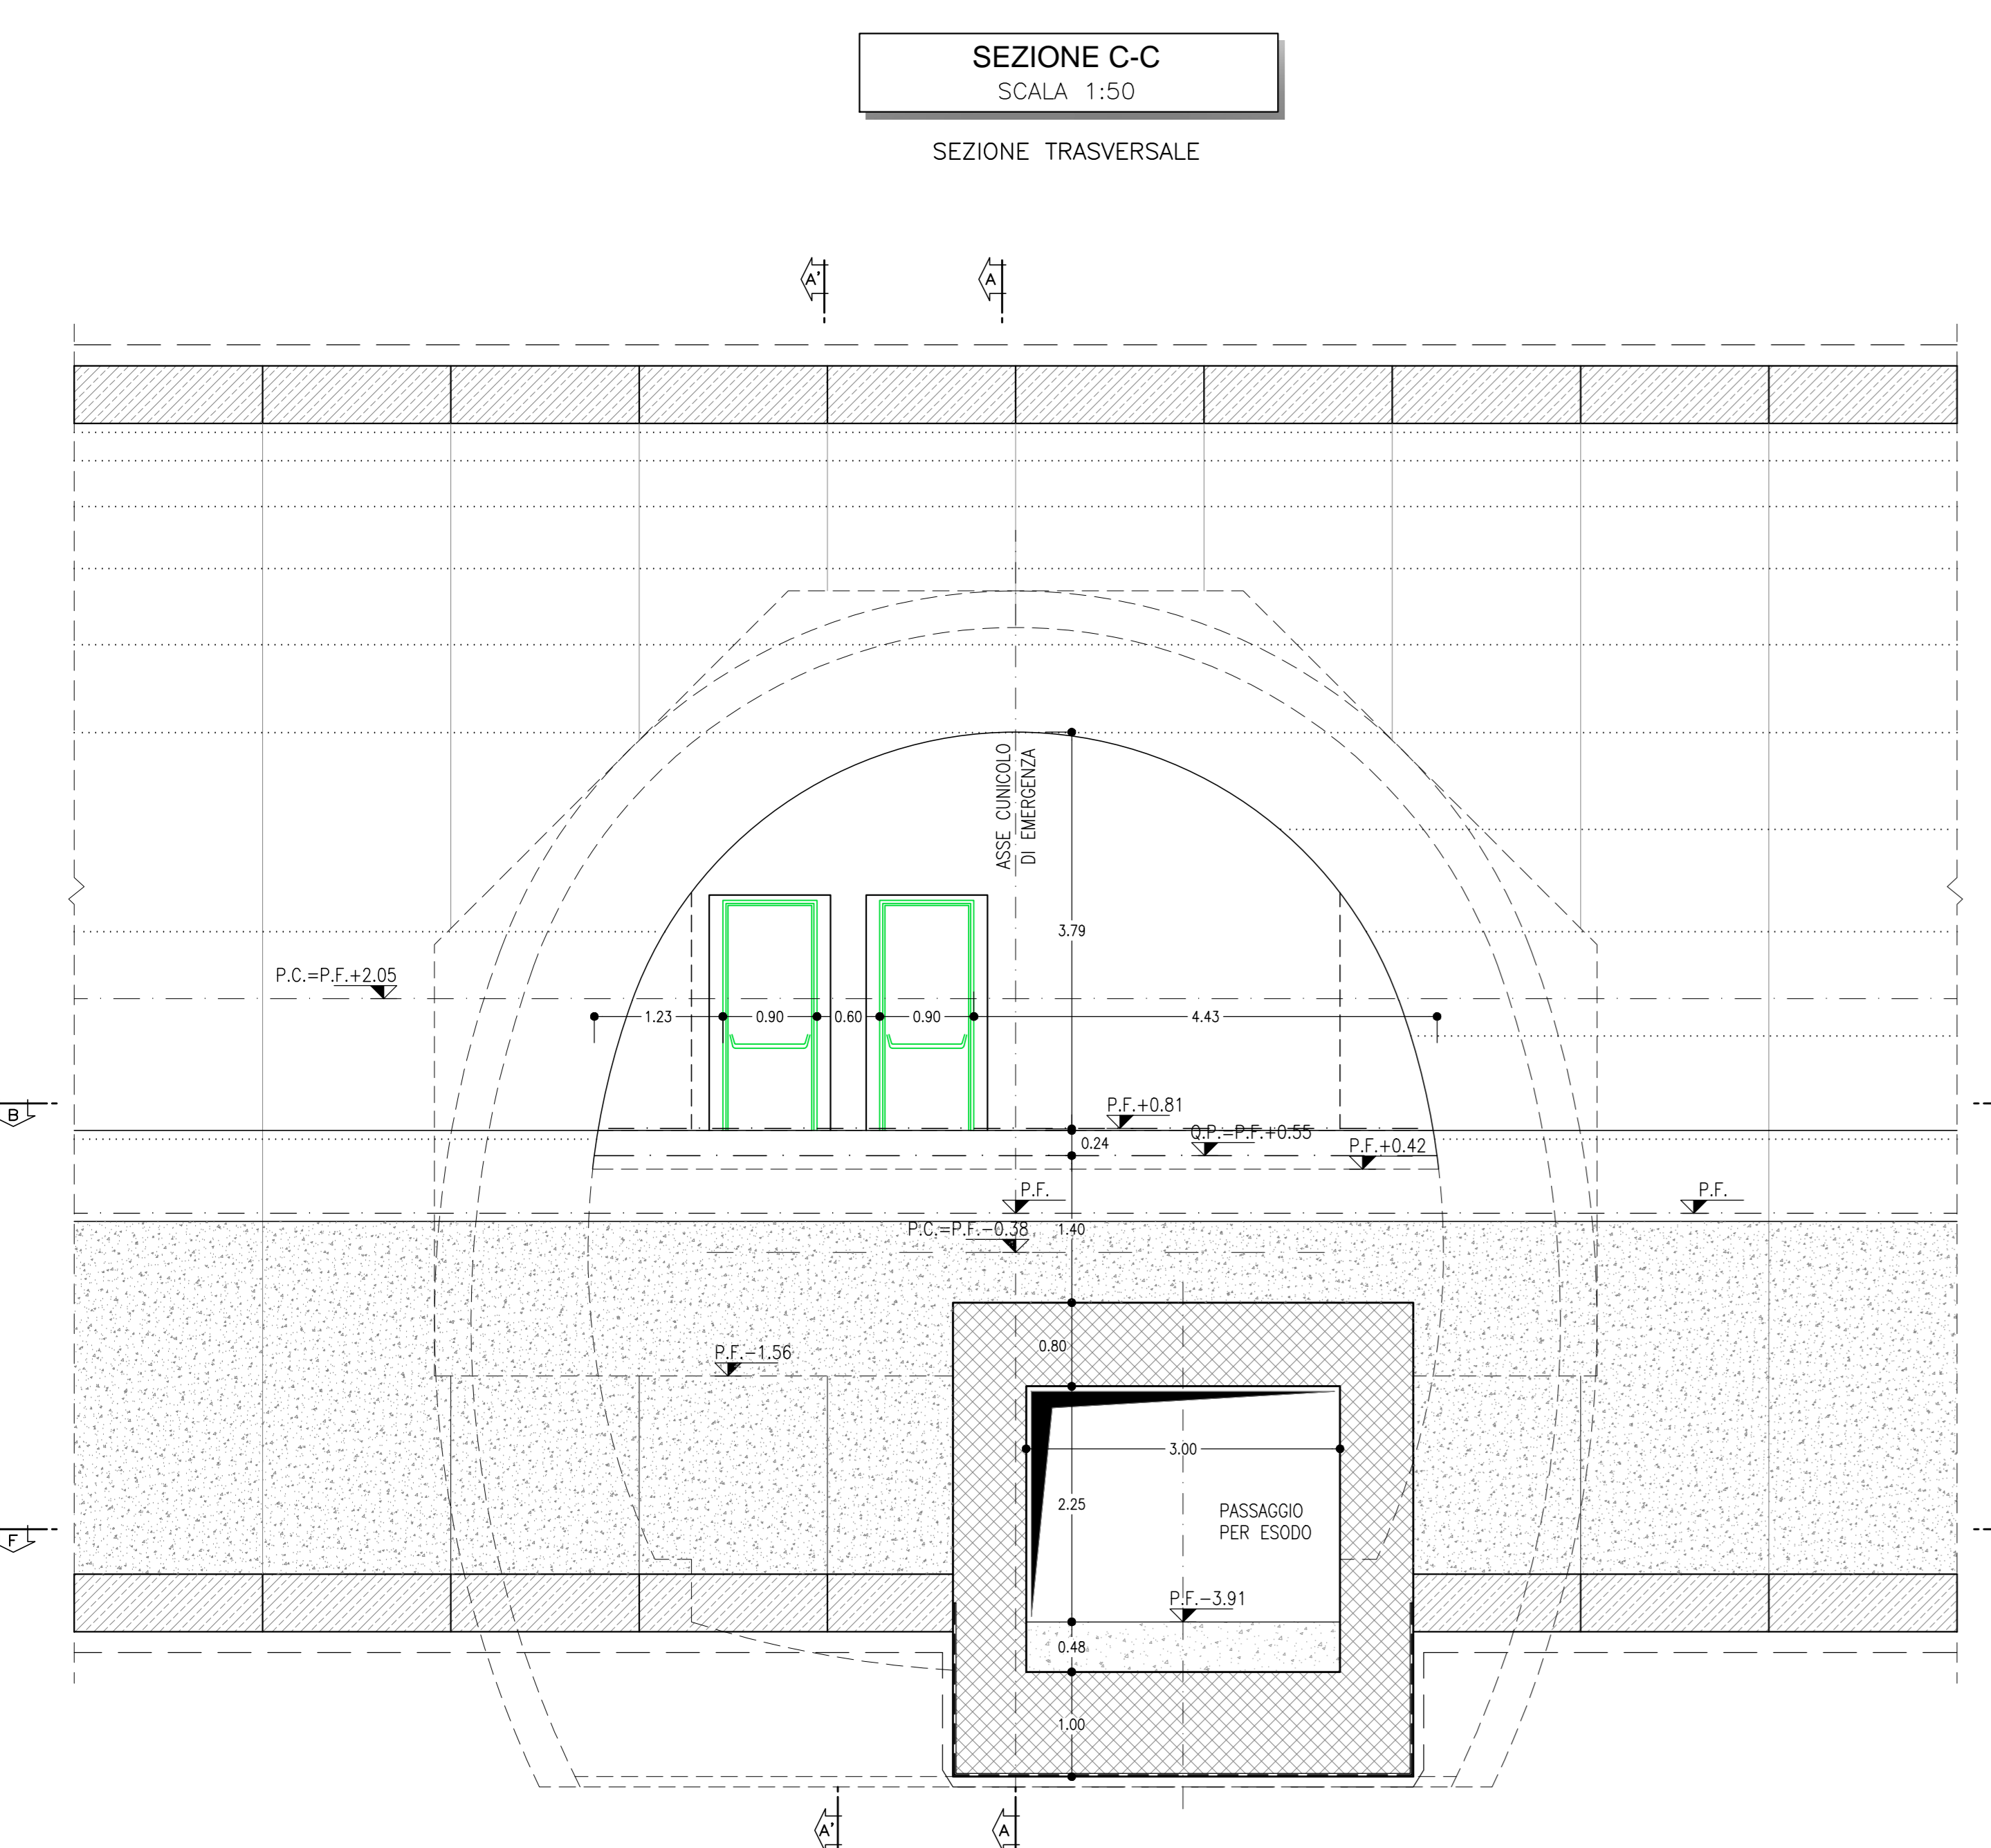 SEZIONE C-C
SCALA 1:50
SEZIONE TRASVERSALE
A'
A
ASSE CUNICOLO
DI EMERGENZA
3.79
P.C.=P.F.+2.05
1.23
0.90
0.60
0.90
4.43
B
P.F.+0.81
0.24
Q.P.=P.F.+0.55
P.F.+0.42
P.F.
P.F.
P.C.=P.F.-0.38
1.40
0.80
P.F.-1.56
3.00
2.25
PASSAGGIO
PER ESODO
F
P.F.-3.91
0.48
1.00
A'
A